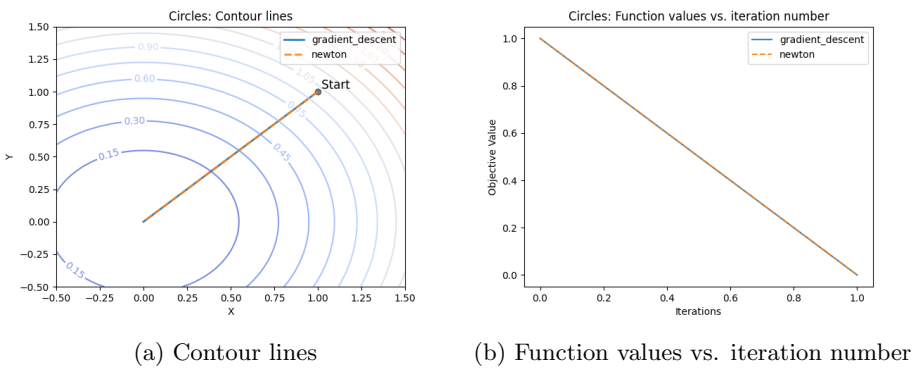 Circles: Contour lines
gradient_descent
newton
Start
0.90
0.60
0.30
0.15
0.45
1.05
0.15
1.50
1.25
1.00
0.75
0.50
0.25
0.00
−0.25
−0.50
Y
−0.50 −0.25 0.00 0.25 0.50 0.75 1.00 1.25 1.50
X
(a) Contour lines
Circles: Function values vs. iteration number
gradient_descent
newton
1.0
0.8
0.6
0.4
0.2
0.0
Objective Value
0.0 0.2 0.4 0.6 0.8 1.0
Iterations
(b) Function values vs. iteration number